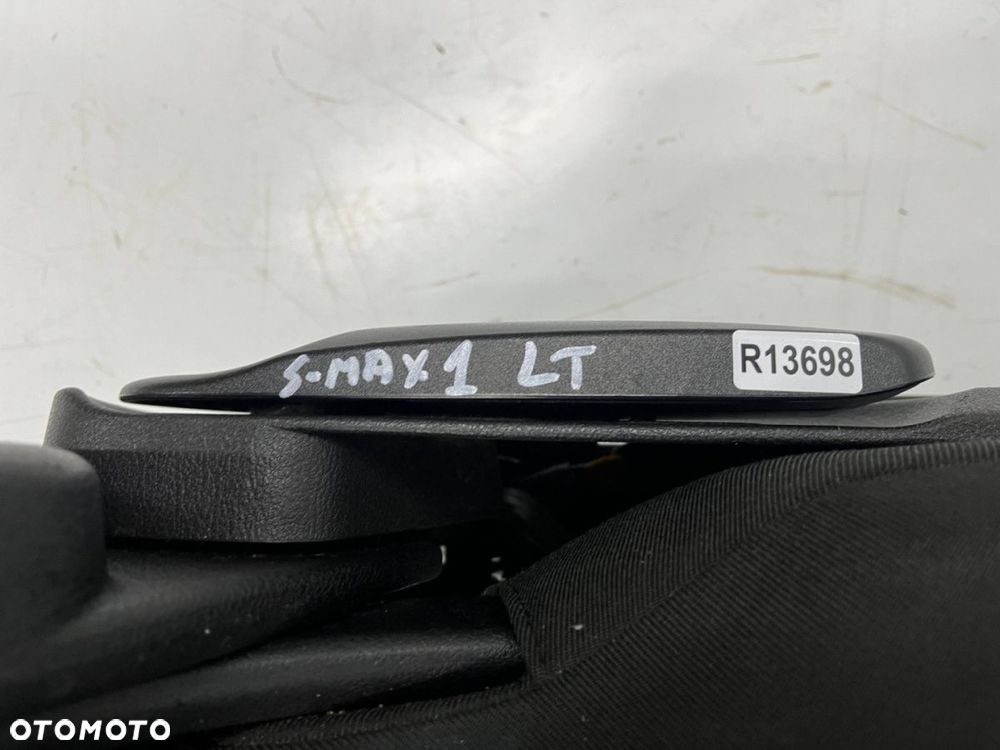 S-MAX 1 LT
R13698
OTOMOTO